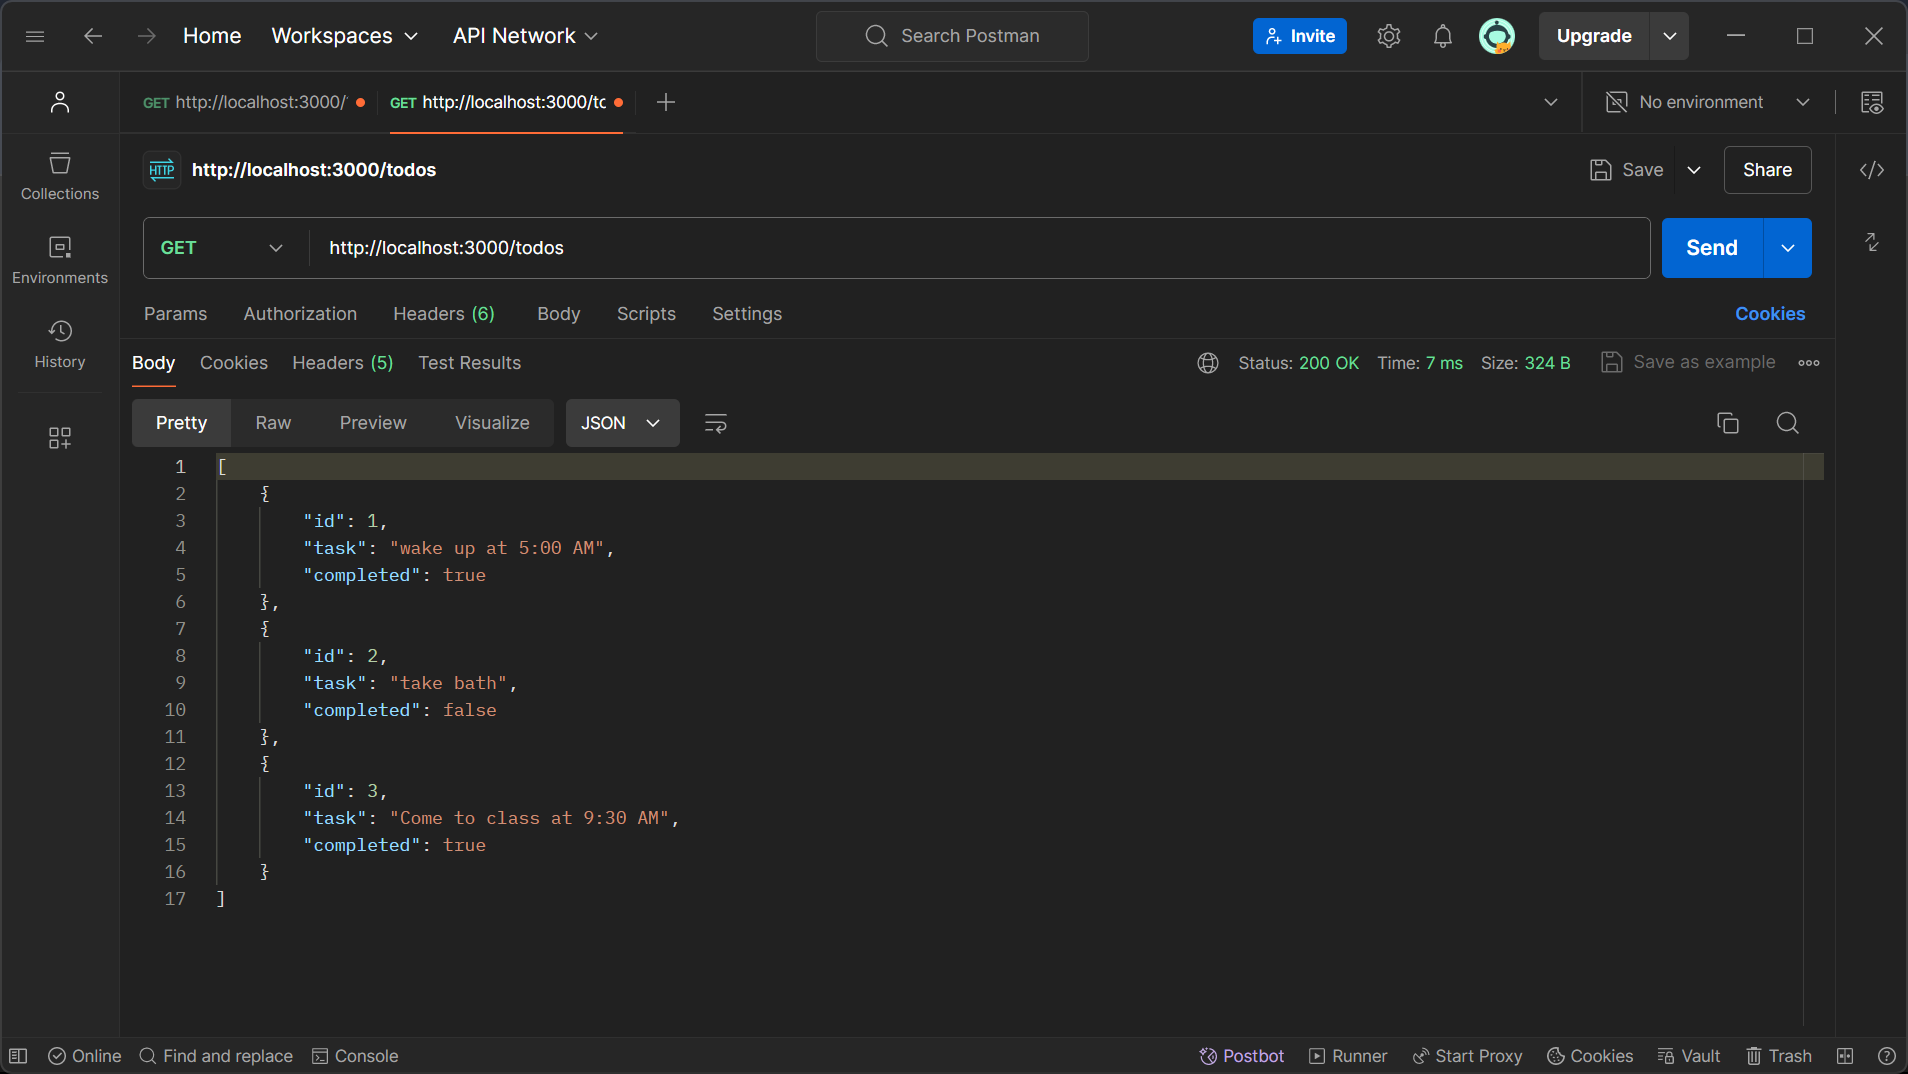 Home Workspaces API Network Search Postman Invite Upgrade
GET http://localhost:3000/ GET http://localhost:3000/to No environment
HTTP http://localhost:3000/todos Save Share
Collections
GET http://localhost:3000/todos Send
Environments
Params Authorization Headers (6) Body Scripts Settings Cookies
History
Body Cookies Headers (5) Test Results Status: 200 OK Time: 7 ms Size: 324 B Save as example
Pretty Raw Preview Visualize JSON
1 [
2 {
3 "id": 1,
4 "task": "wake up at 5:00 AM",
5 "completed": true
6 },
7 {
8 "id": 2,
9 "task": "take bath",
10 "completed": false
11 },
12 {
13 "id": 3,
14 "task": "Come to class at 9:30 AM",
15 "completed": true
16 }
17 ]
Online Find and replace Console Postbot Runner Start Proxy Cookies Vault Trash